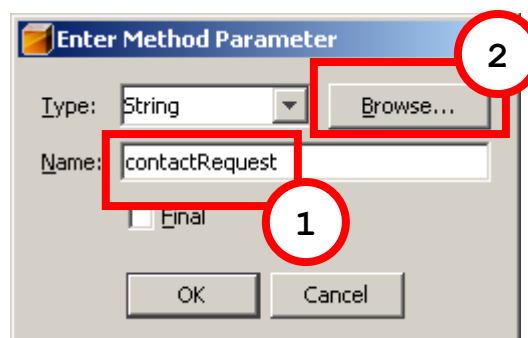 Enter Method Parameter
2
Type: String Browse...
Name: contactRequest
Final
1
OK Cancel